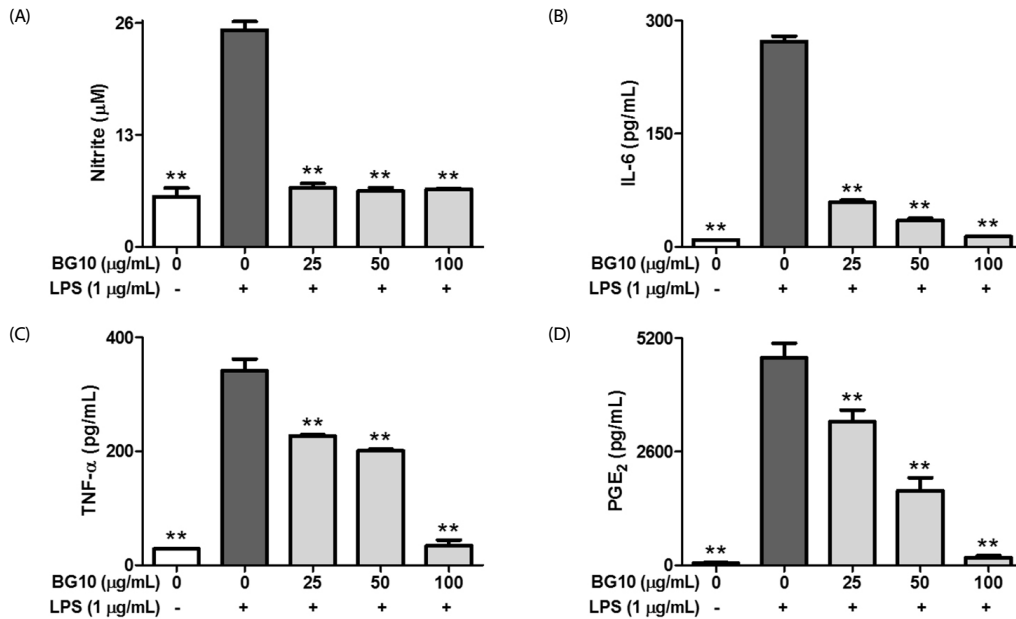 (A)
26
13
0
Nitrite (μM)
** ** ** **
BG10 (μg/mL) 0 0 25 50 100
LPS (1 μg/mL) - + + + +
(B)
300
150
0
IL-6 (pg/mL)
** ** ** **
BG10 (μg/mL) 0 0 25 50 100
LPS (1 μg/mL) - + + + +
(C)
400
200
0
TNF-α (pg/mL)
** ** ** **
BG10 (μg/mL) 0 0 25 50 100
LPS (1 μg/mL) - + + + +
(D)
5200
2600
0
PGE₂ (pg/mL)
** ** ** **
BG10 (μg/mL) 0 0 25 50 100
LPS (1 μg/mL) - + + + +